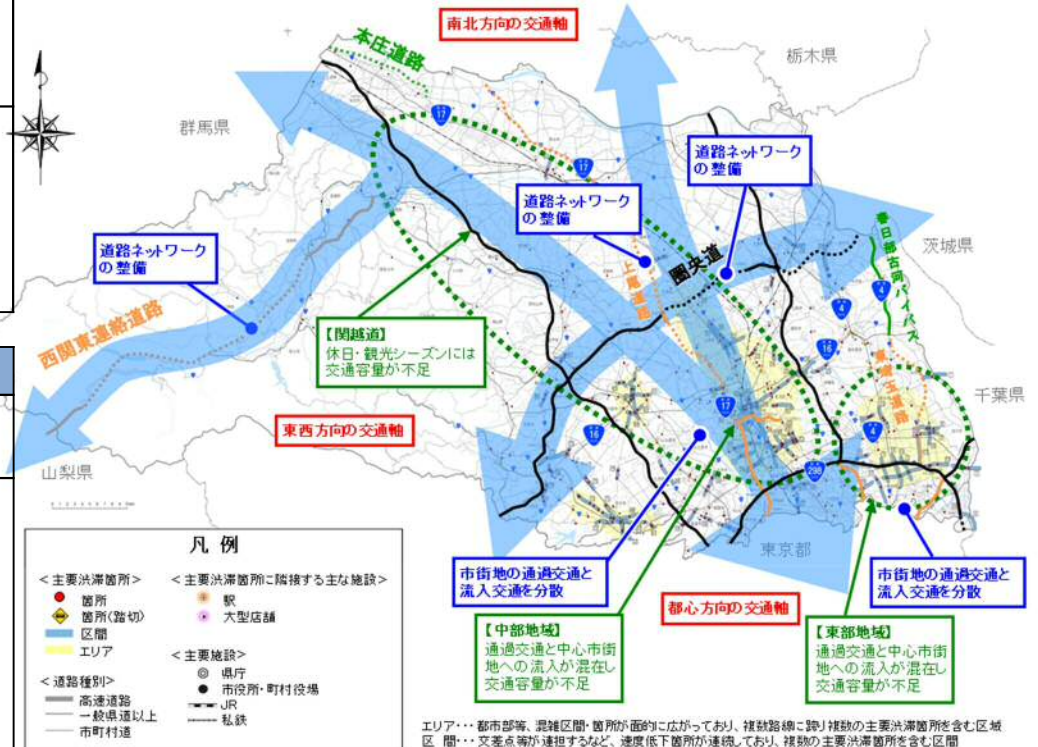 南北方向の交通軸
本庄道路
栃木県
群馬県
17
17
道路ネットワーク
の整備
道路ネットワーク
の整備
道路ネットワーク
の整備
春日部古河バイパス
茨城県
圏央道
上尾道路
4
4
16
西関東連絡道路
【関越道】
休日・観光シーズンには
交通容量が不足
東埼玉道路
千葉県
17
4
16
東西方向の交通軸
298
山梨県
東京都
市街地の通過交通と
流入交通を分散
市街地の通過交通と
流入交通を分散
都心方向の交通軸
【中部地域】
通過交通と中心市街
地への流入が混在し
交通容量が不足
【東部地域】
通過交通と中心市街
地への流入が混在し
交通容量が不足
凡 例
<主要渋滞箇所>
箇所
箇所(踏切)
区間
エリア
<道路種別>
高速道路
一般県道以上
市町村道
<主要渋滞箇所に隣接する主な施設>
駅
大型店舗
<主要施設>
県庁
市役所・町村役場
JR
私鉄
エリア・・・都市部等、混雑区間・箇所が面的に広がっており、複数路線に跨り複数の主要渋滞箇所を含む区域
区 間・・・交差点等が連担するなど、速度低下箇所が連続しており、複数の主要渋滞箇所を含む区間